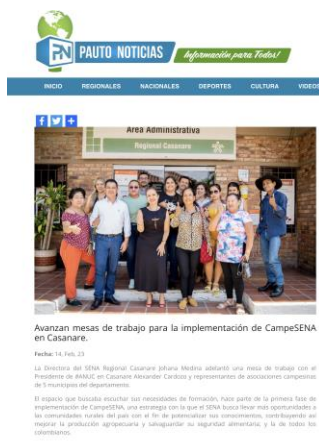 PN PAUTO NOTICIAS Información para Todos!
INICIO REGIONALES NACIONALES DEPORTES CULTURA VIDEOS
Área Administrativa
Regional Casanare
Avanzan mesas de trabajo para la implementación de CampeSENA
en Casanare.
Fecha: 14, Feb, 23
La Directora del SENA Regional Casanare Johana Medina adelantó una mesa de trabajo con el
Presidente de #ANUC en Casanare Alexander Cardozo y representantes de asociaciones campesinas
de 5 municipios del departamento.
El espacio que buscaba escuchar sus necesidades de formación, hace parte de la primera fase de
implementación de CampeSENA, una estrategia con la que el SENA busca llevar más oportunidades a
las comunidades rurales del país con el fin de potencializar sus conocimientos, contribuyendo así
mejorar la producción agropecuaria y salvaguardar su seguridad alimentaria, y la de todos los
colombianos.